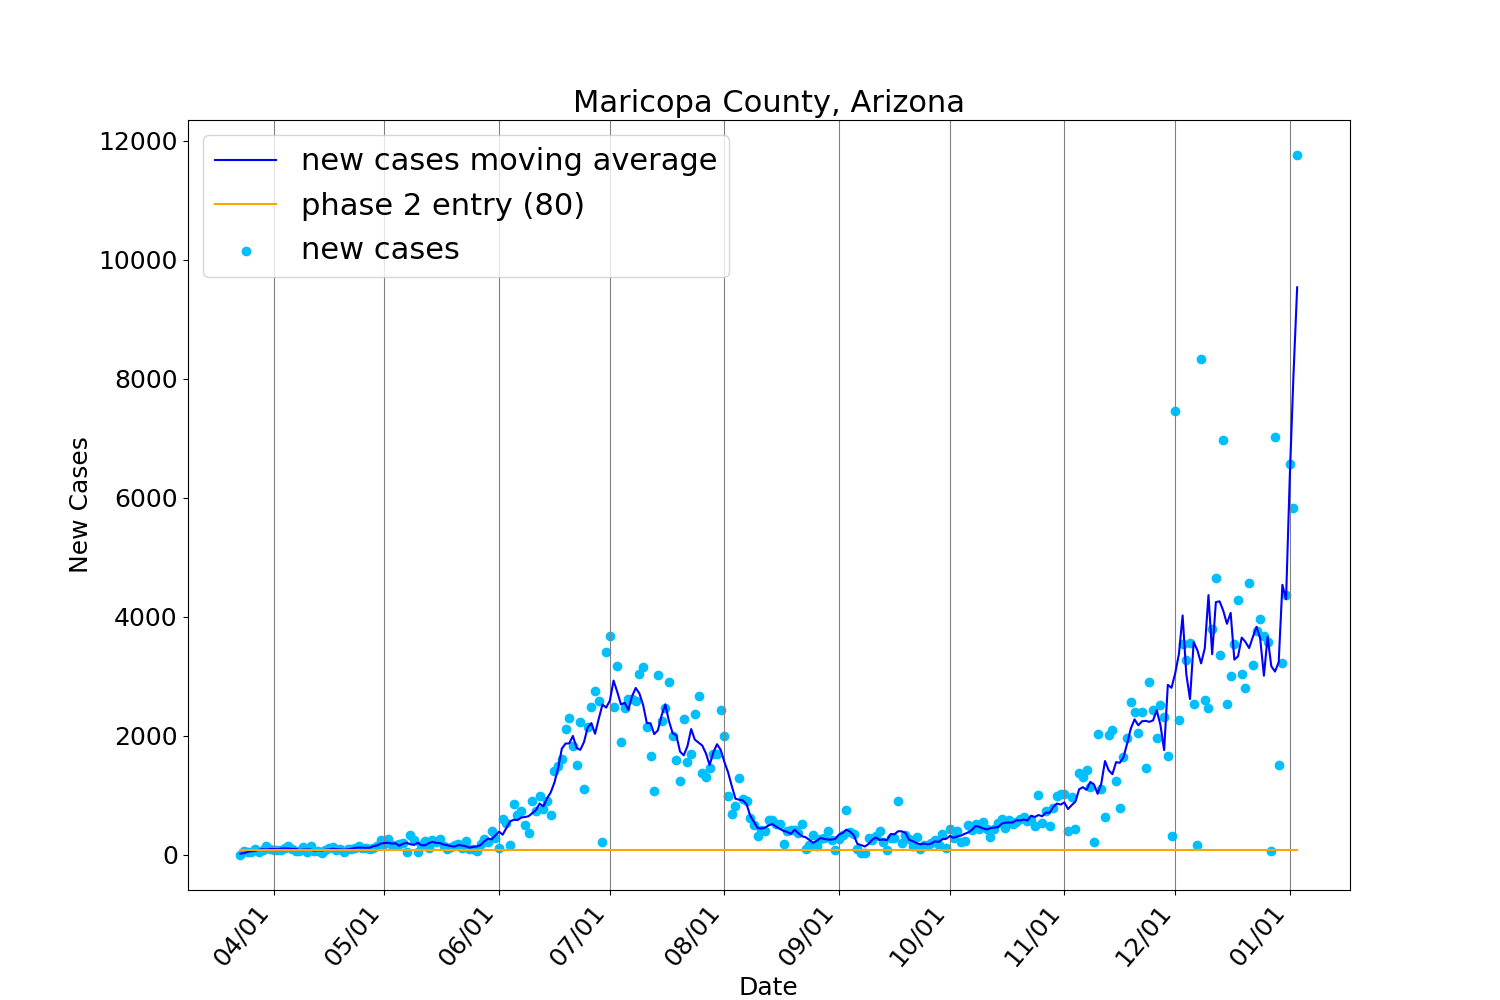 Maricopa County, Arizona
new cases moving average
phase 2 entry (80)
new cases
12000
10000
8000
6000
4000
2000
0
New Cases
04/01
05/01
06/01
07/01
08/01
09/01
10/01
11/01
12/01
01/01
Date